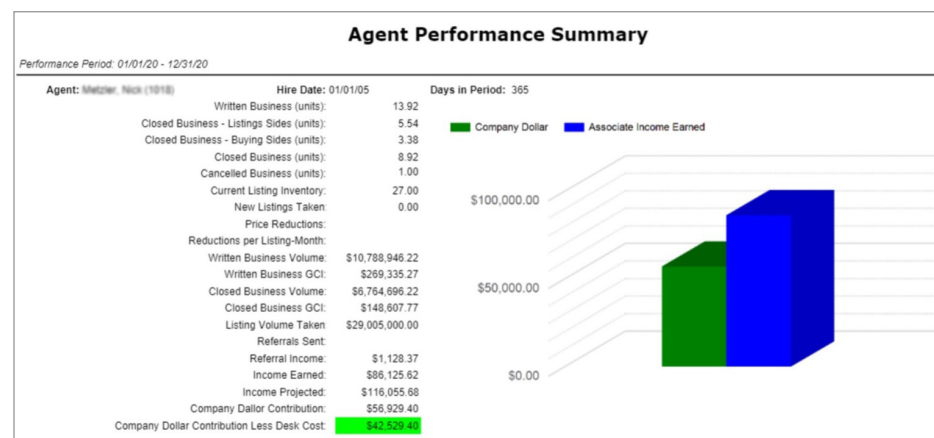 Agent Performance Summary
Performance Period: 01/01/20 - 12/31/20
Agent: Hire Date: 01/01/05 Days in Period: 365
Written Business (units): 13.92
Closed Business - Listings Sides (units): 5.54
Closed Business - Buying Sides (units): 3.38
Closed Business (units): 8.92
Cancelled Business (units): 1.00
Current Listing Inventory: 27.00
New Listings Taken: 0.00
Price Reductions:
Reductions per Listing-Month:
Written Business Volume: $10,788,946.22
Written Business GCI: $269,335.27
Closed Business Volume: $6,764,696.22
Closed Business GCI: $148,607.77
Listing Volume Taken $29,005,000.00
Referrals Sent:
Referral Income: $1,128.37
Income Earned: $86,125.62
Income Projected: $116,055.68
Company Dallor Contribution: $56,929.40
Company Dollar Contribution Less Desk Cost: $42,529.40
Company Dollar Associate Income Earned
$100,000.00
$50,000.00
$0.00